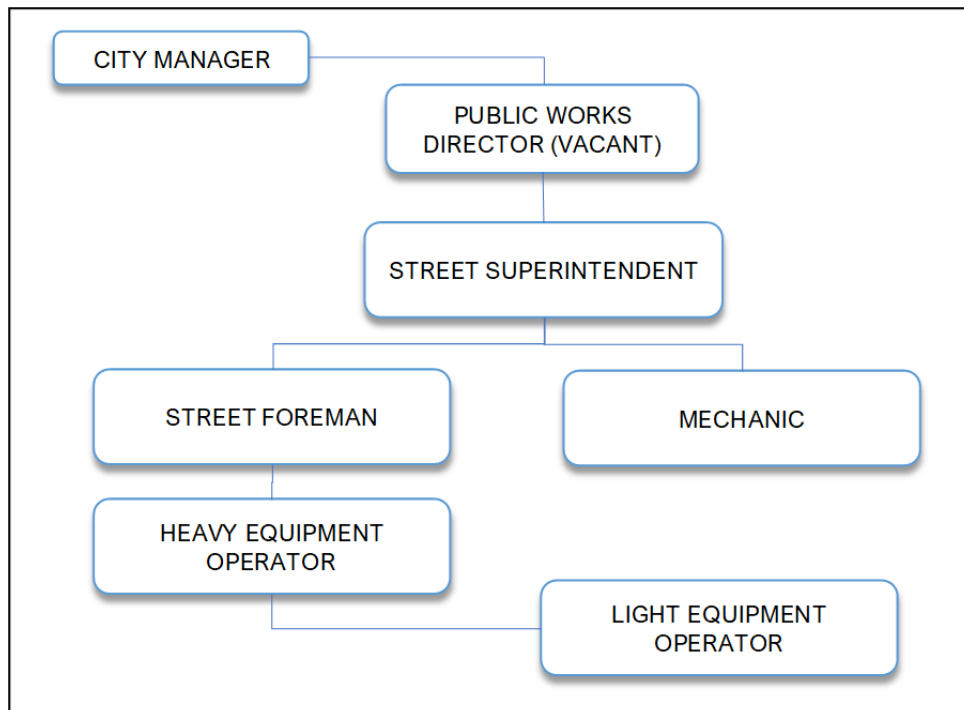 CITY MANAGER
PUBLIC WORKS
DIRECTOR (VACANT)
STREET SUPERINTENDENT
STREET FOREMAN
MECHANIC
HEAVY EQUIPMENT
OPERATOR
LIGHT EQUIPMENT
OPERATOR